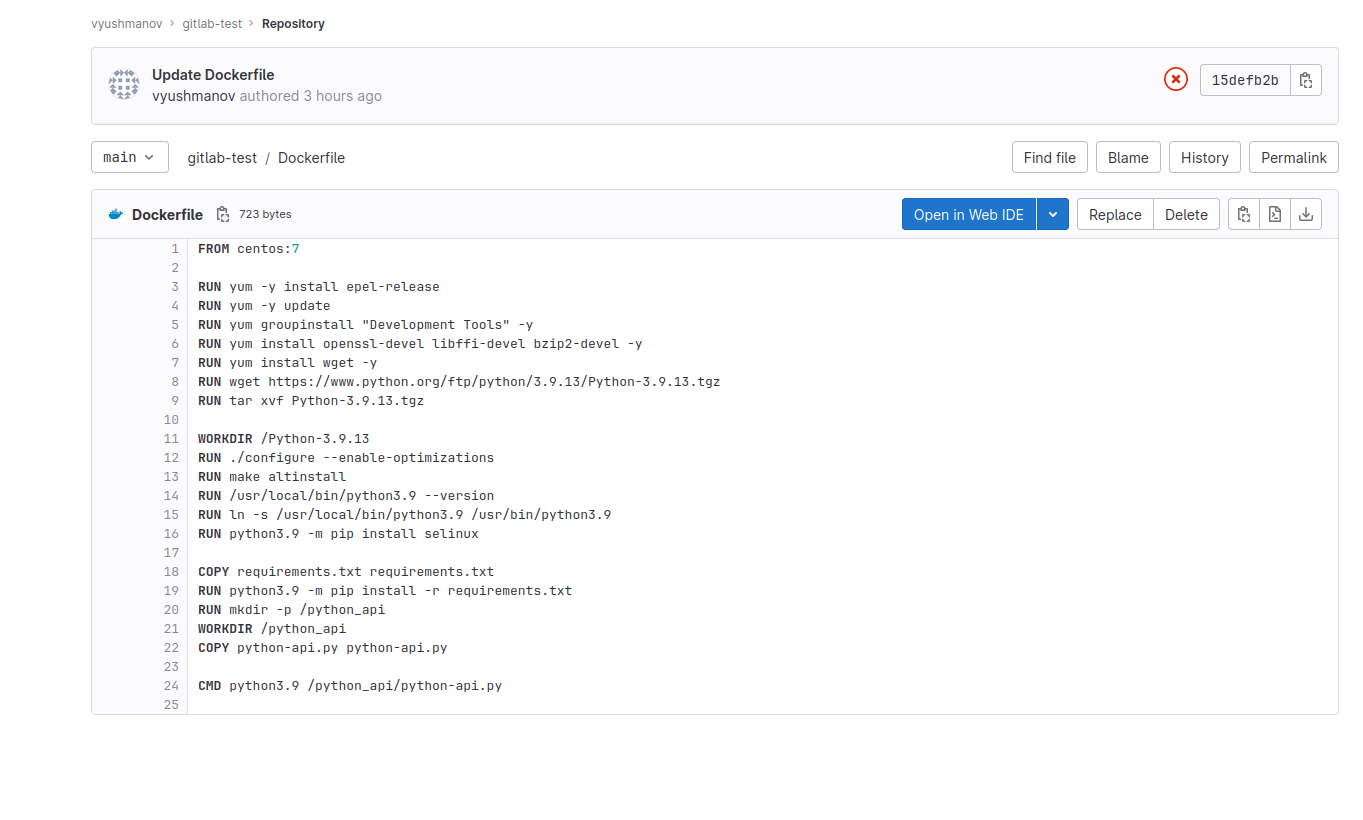 vyushmanov > gitlab-test > Repository
Update Dockerfile
vyushmanov authored 3 hours ago
15defb2b
main
gitlab-test / Dockerfile
Find file
Blame
History
Permalink
Dockerfile 723 bytes
Open in Web IDE
Replace
Delete
1 FROM centos:7
2
3 RUN yum -y install epel-release
4 RUN yum -y update
5 RUN yum groupinstall "Development Tools" -y
6 RUN yum install openssl-devel libffi-devel bzip2-devel -y
7 RUN yum install wget -y
8 RUN wget https://www.python.org/ftp/python/3.9.13/Python-3.9.13.tgz
9 RUN tar xvf Python-3.9.13.tgz
10
11 WORKDIR /Python-3.9.13
12 RUN ./configure --enable-optimizations
13 RUN make altinstall
14 RUN /usr/local/bin/python3.9 --version
15 RUN ln -s /usr/local/bin/python3.9 /usr/bin/python3.9
16 RUN python3.9 -m pip install selinux
17
18 COPY requirements.txt requirements.txt
19 RUN python3.9 -m pip install -r requirements.txt
20 RUN mkdir -p /python_api
21 WORKDIR /python_api
22 COPY python-api.py python-api.py
23
24 CMD python3.9 /python_api/python-api.py
25